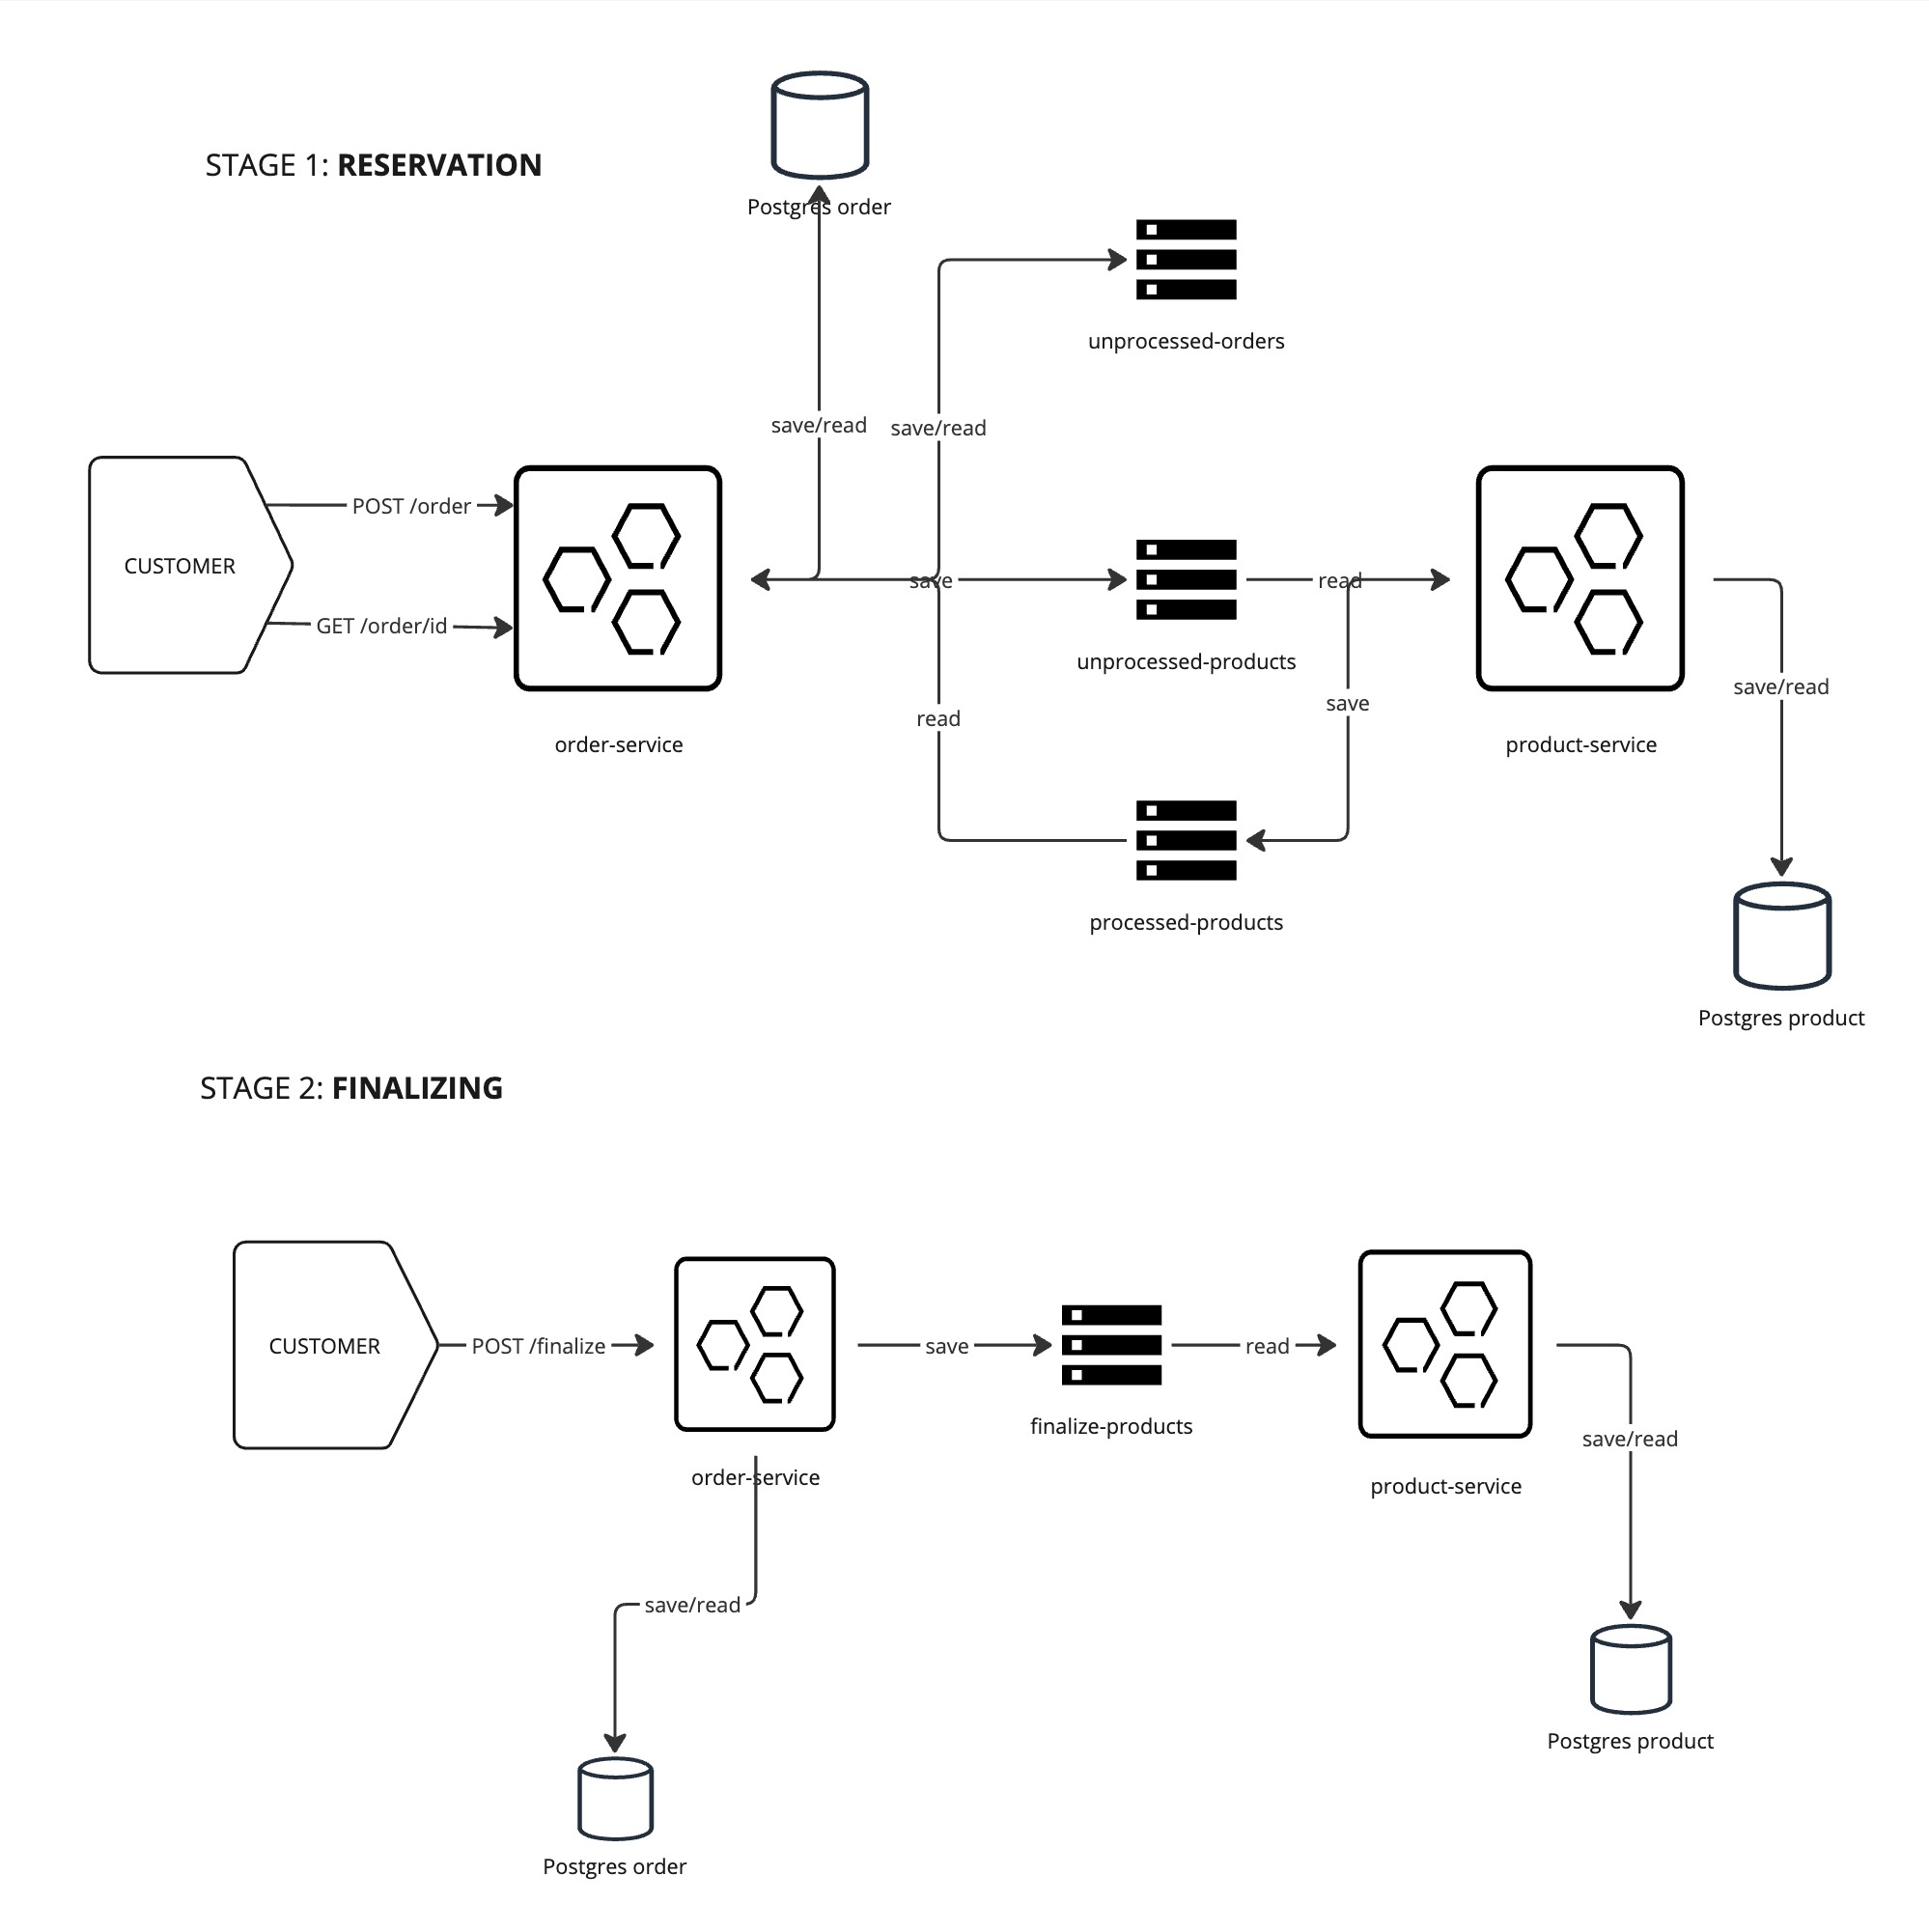 STAGE 1: RESERVATION
Postgres order
unprocessed-orders
save/read
save/read
CUSTOMER
POST /order
GET /order/id
order-service
save
unprocessed-products
read
product-service
read
save
save/read
processed-products
Postgres product
STAGE 2: FINALIZING
CUSTOMER
POST /finalize
order-service
save
finalize-products
read
product-service
save/read
save/read
Postgres product
Postgres order